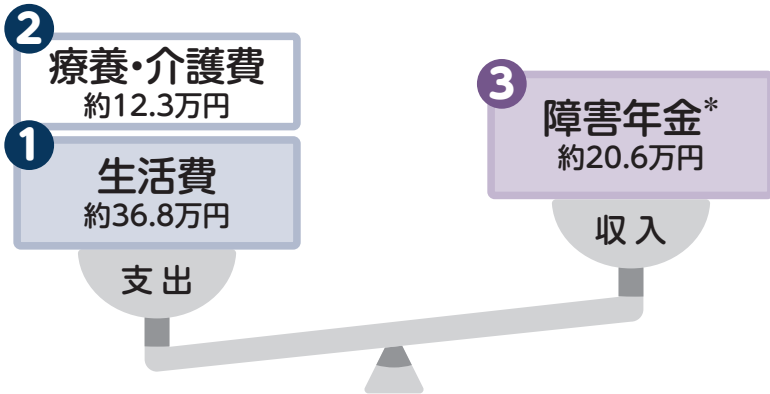 2
療養・介護費
約12.3万円
1
生活費
約36.8万円
支出
3
障害年金*
約20.6万円
収入